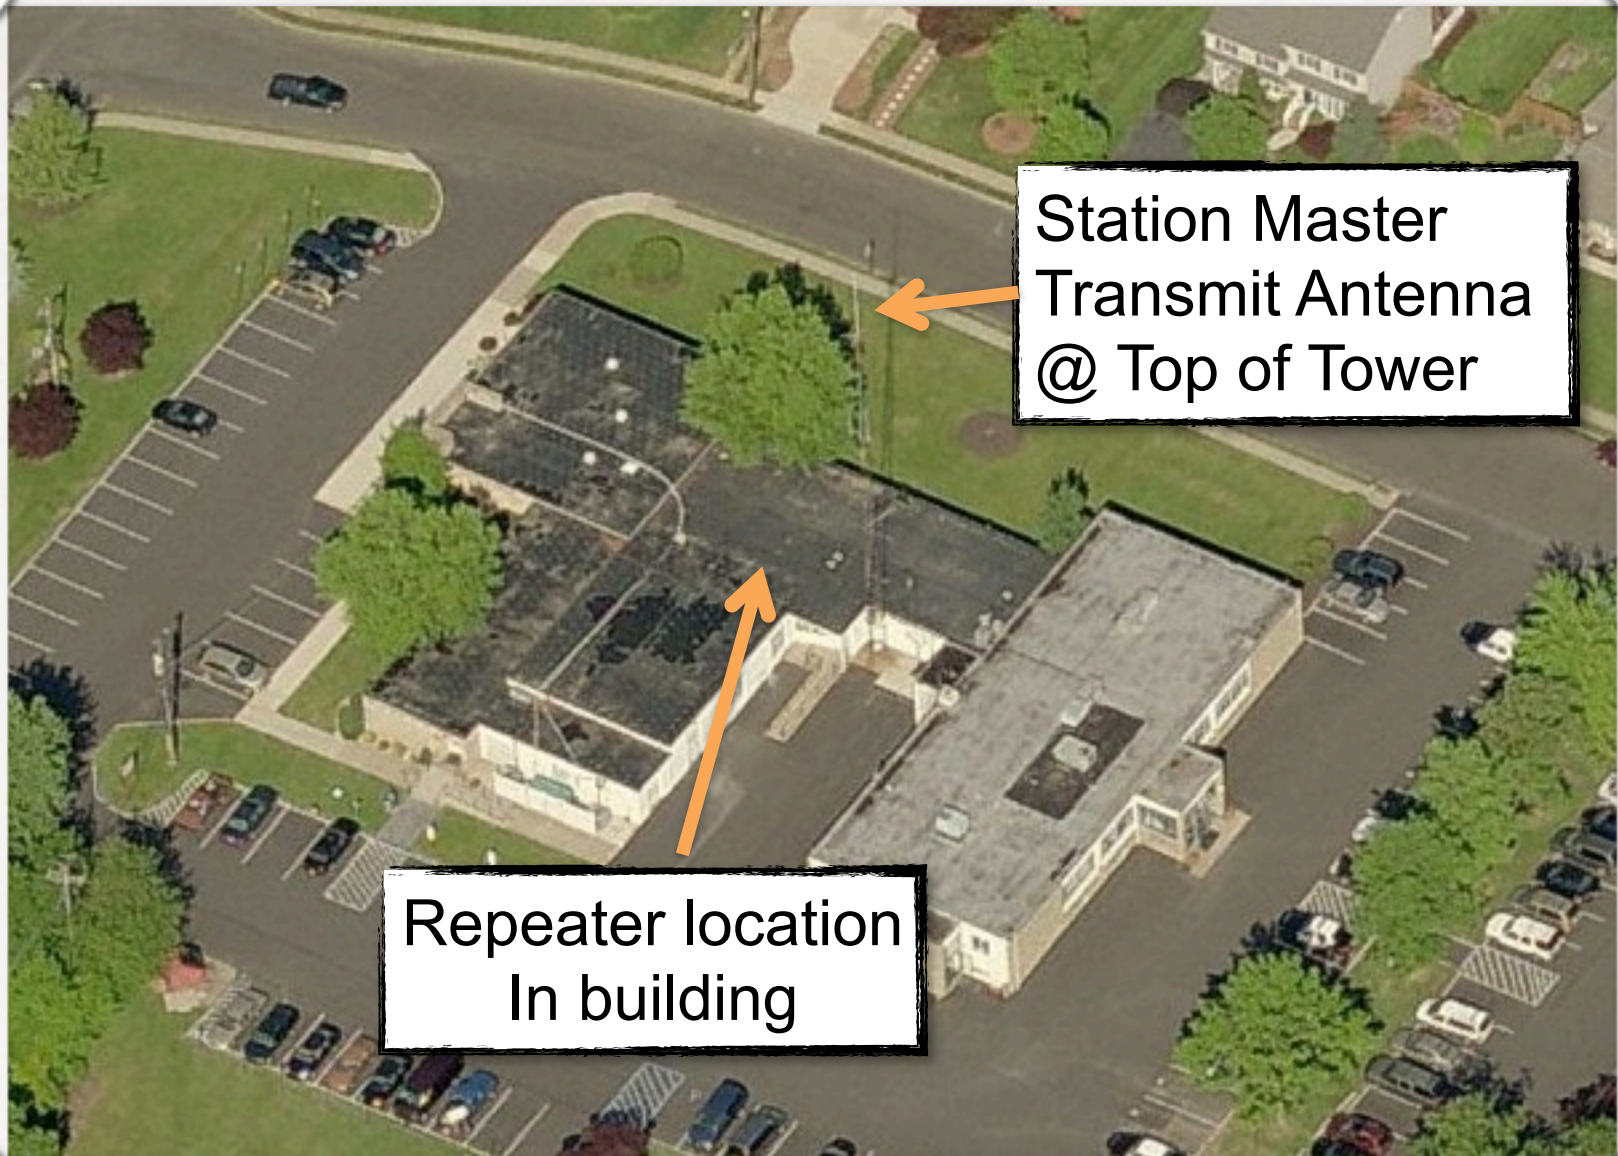 Station Master
Transmit Antenna
@ Top of Tower
Repeater location
In building